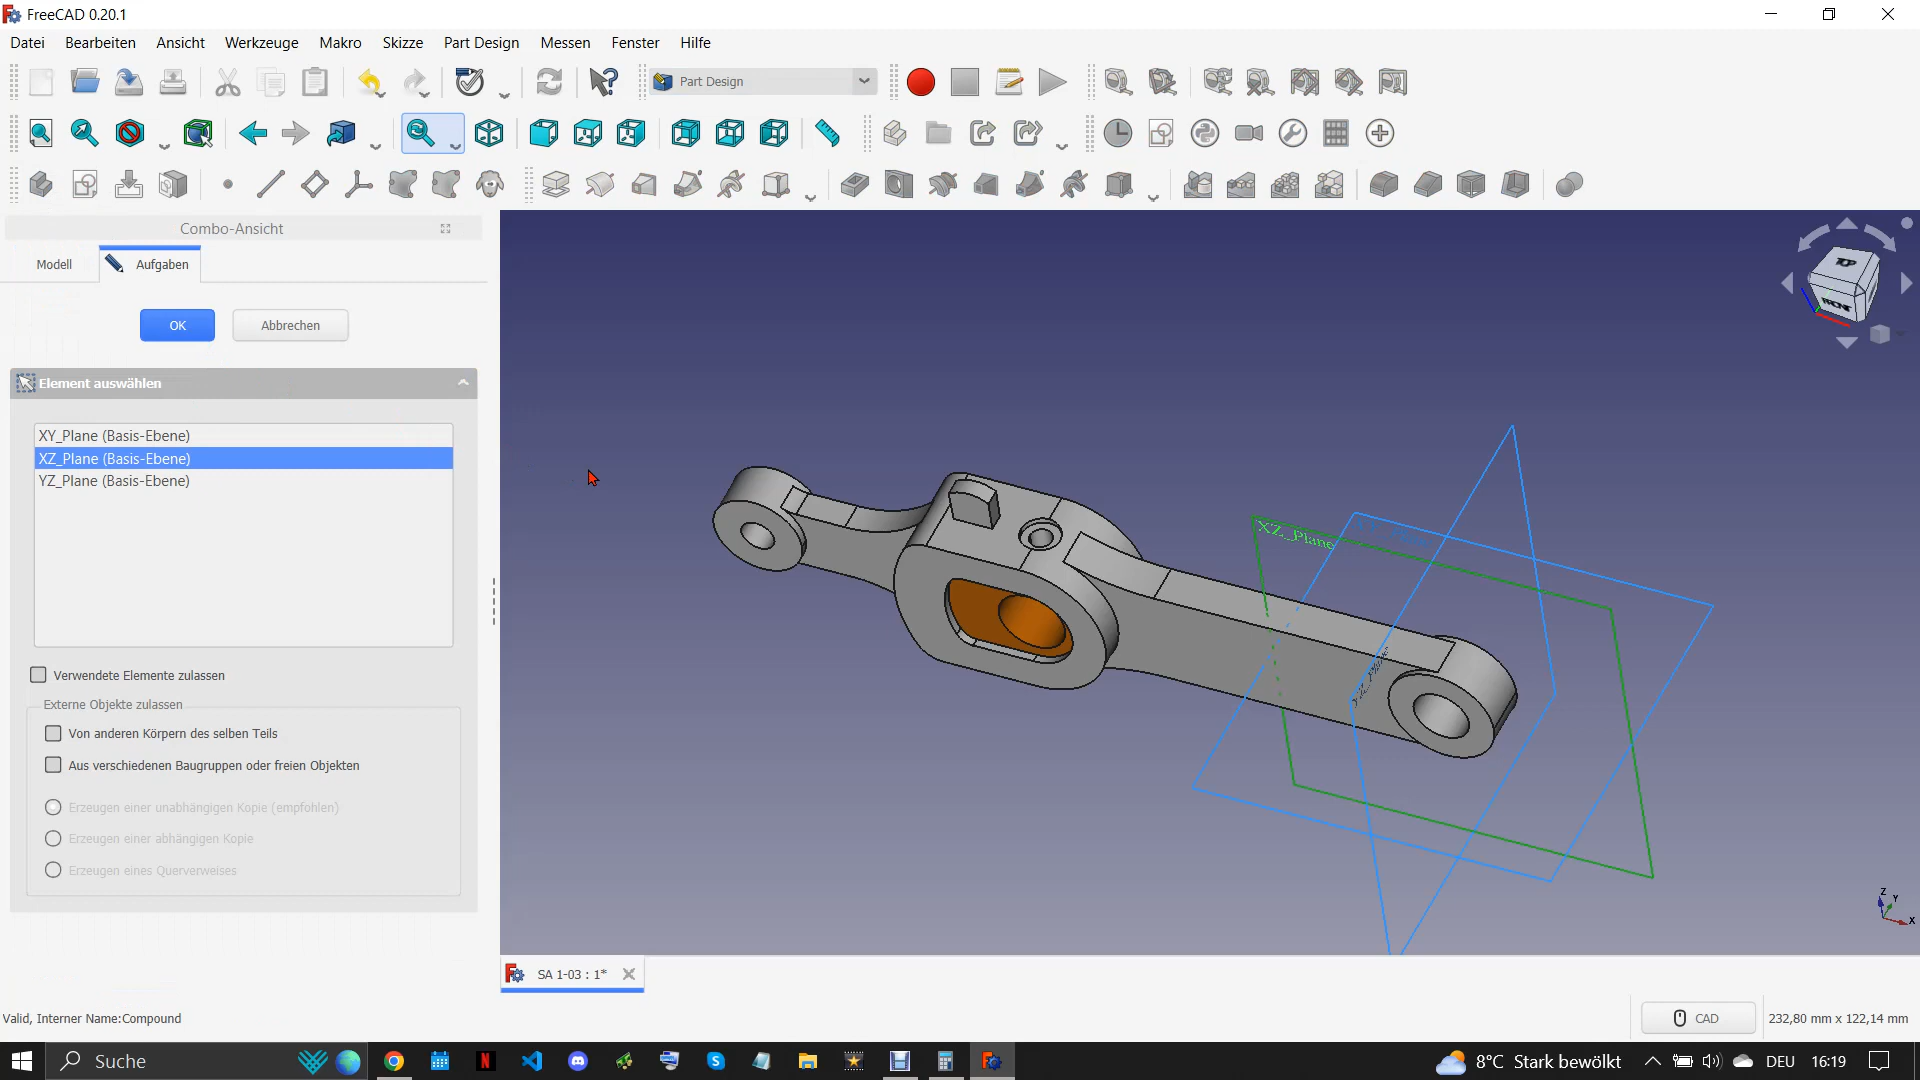 FreeCAD 0.20.1
Datei Bearbeiten Ansicht Werkzeuge Makro Skizze Part Design Messen Fenster Hilfe
Part Design
Combo-Ansicht
Modell Aufgaben
OK Abbrechen
Element auswählen
XY_Plane (Basis-Ebene)
XZ_Plane (Basis-Ebene)
YZ_Plane (Basis-Ebene)
Verwendete Elemente zulassen
Externe Objekte zulassen
Von anderen Körpern des selben Teils
Aus verschiedenen Baugruppen oder freien Objekten
Erzeugen einer unabhängigen Kopie (empfohlen)
Erzeugen einer abhängigen Kopie
Erzeugen eines Querverweises
TOP
FRONT
XZ_Plane
YZ_Plane
Z
Y
X
SA 1-03 : 1*
Valid, Interner Name:Compound
CAD
232,80 mm x 122,14 mm
Suche
8°C Stark bewölkt
DEU
16:19